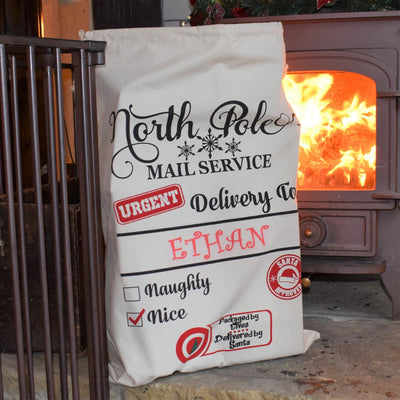 North Pole
MAIL SERVICE
URGENT Delivery To
ETHAN
Naughty
Nice
SANTA
APPROVED
Packaged by
Elves
Delivered by
Santa